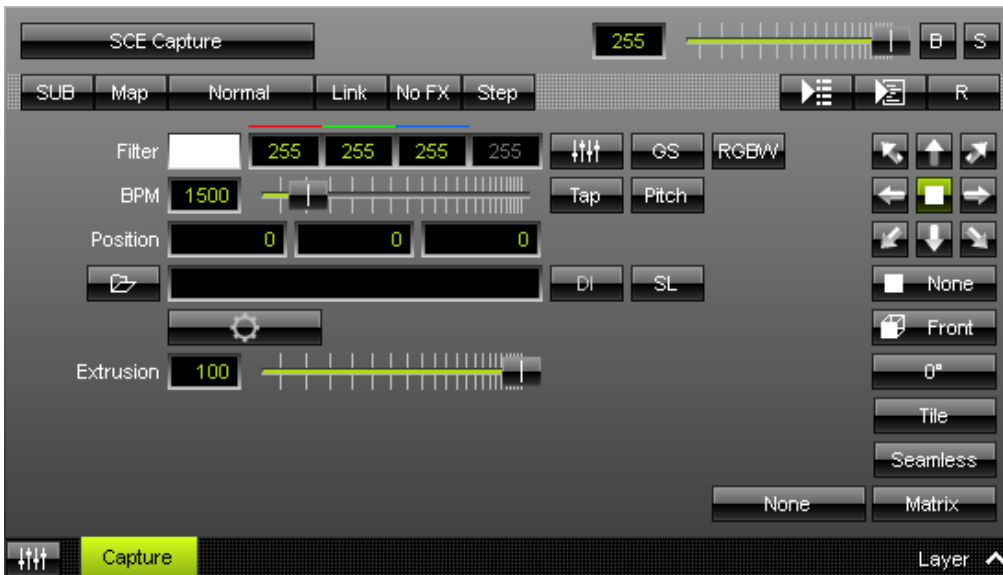 SCE Capture 255 B S
SUB Map Normal Link No FX Step R
Filter 255 255 255 255 GS RGBW
BPM 1500 Tap Pitch
Position 0 0 0
DI SL None
Front
Extrusion 100 0°
Tile
Seamless
None Matrix
Capture Layer